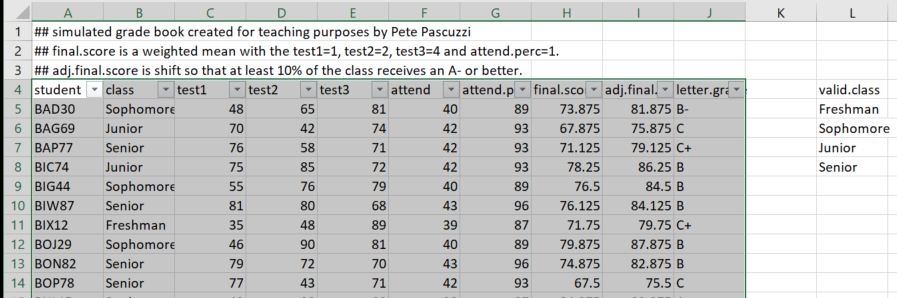 A B C D E F G H I J K L
1 ## simulated grade book created for teaching purposes by Pete Pascuzzi
2 ## final.score is a weighted mean with the test1=1, test2=2, test3=4 and attend.perc=1.
3 ## adj.final.score is shift so that at least 10% of the class receives an A- or better.
4 student class test1 test2 test3 attend attend.p final.sco adj.final. letter.gra valid.class
5 BAD30 Sophomore 48 65 81 40 89 73.875 81.875 B- Freshman
6 BAG69 Junior 70 42 74 42 93 67.875 75.875 C Sophomore
7 BAP77 Senior 76 58 71 42 93 71.125 79.125 C+ Junior
8 BIC74 Junior 75 85 72 42 93 78.25 86.25 B Senior
9 BIG44 Sophomore 55 76 79 40 89 76.5 84.5 B
10 BIW87 Senior 81 80 68 43 96 76.125 84.125 B
11 BIX12 Freshman 35 48 89 39 87 71.75 79.75 C+
12 BOJ29 Sophomore 46 90 81 40 89 79.875 87.875 B
13 BON82 Senior 79 72 70 43 96 74.875 82.875 B
14 BOP78 Senior 77 43 71 42 93 67.5 75.5 C